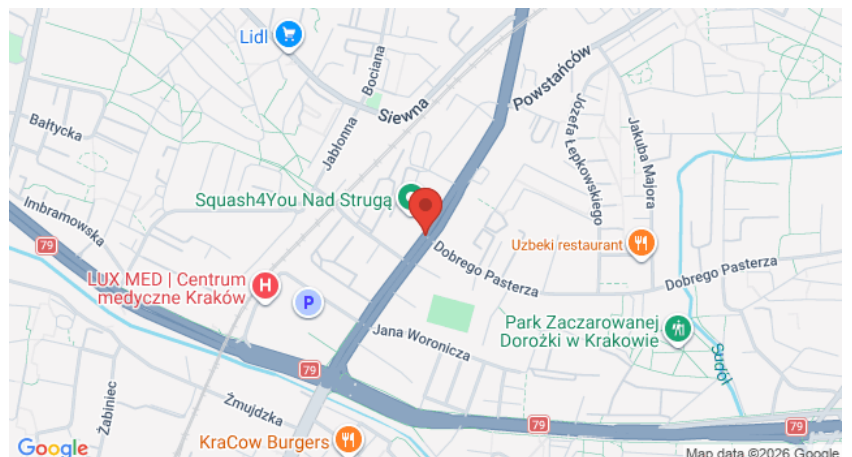 Lidl
Bociana
Siewna
Powstańców
Bałtycka
Jabłonna
Józefa Łepkowskiego
Jakuba Majora
Imbramowska
Squash4You Nad Strugą
79
Uzbeki restaurant
LUX MED | Centrum
medyczne Kraków
P
Dobrego Pasterza
Dobrego Pasterza
Jana Woronicza
Park Zaczarowanej
Dorożki w Krakowie
Sudół
79
Żabiniec
Żmujdzka
79
79
KraCow Burgers
Google
Map data ©2026 Google